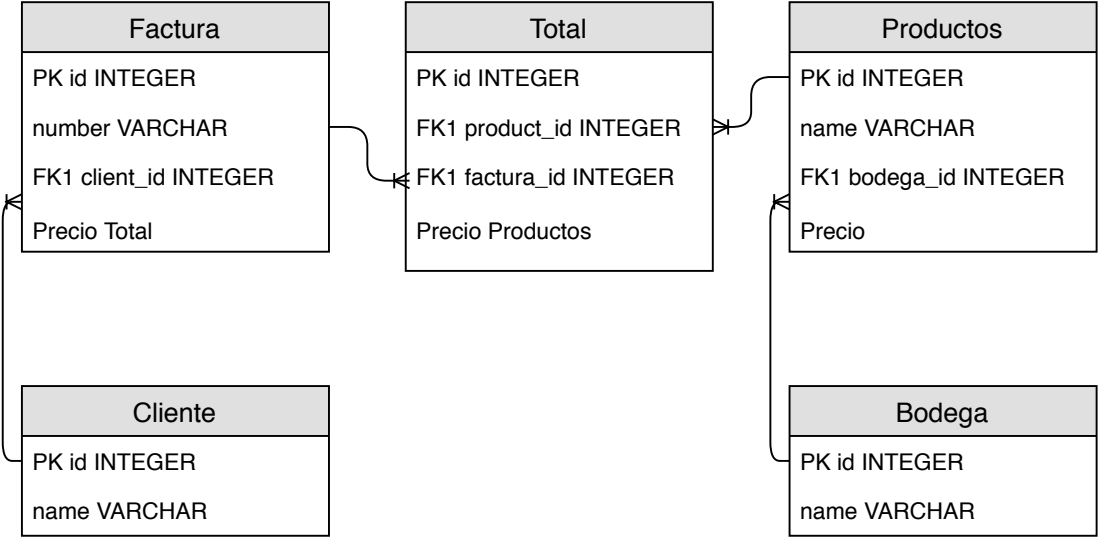 Factura
PK id INTEGER
number VARCHAR
FK1 client_id INTEGER
Precio Total
Total
PK id INTEGER
FK1 product_id INTEGER
FK1 factura_id INTEGER
Precio Productos
Productos
PK id INTEGER
name VARCHAR
FK1 bodega_id INTEGER
Precio
Cliente
PK id INTEGER
name VARCHAR
Bodega
PK id INTEGER
name VARCHAR